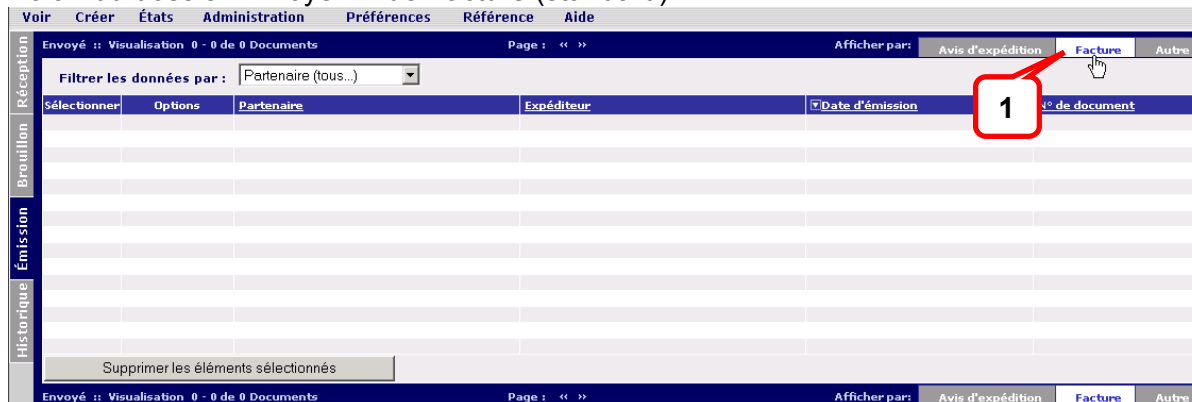 Voir Créer États Administration Préférences Référence Aide
Envoyé :: Visualisation 0 - 0 de 0 Documents Page : ‹‹ ›› Afficher par: Avis d'expédition Facture Autre
Filtrer les données par : Partenaire (tous...)
Sélectionner Options Partenaire Expéditeur Date d'émission N° de document
1
Réception
Brouillon
Émission
Historique
Supprimer les éléments sélectionnés
Envoyé :: Visualisation 0 - 0 de 0 Documents Page : ‹‹ ›› Afficher par: Avis d'expédition Facture Autre